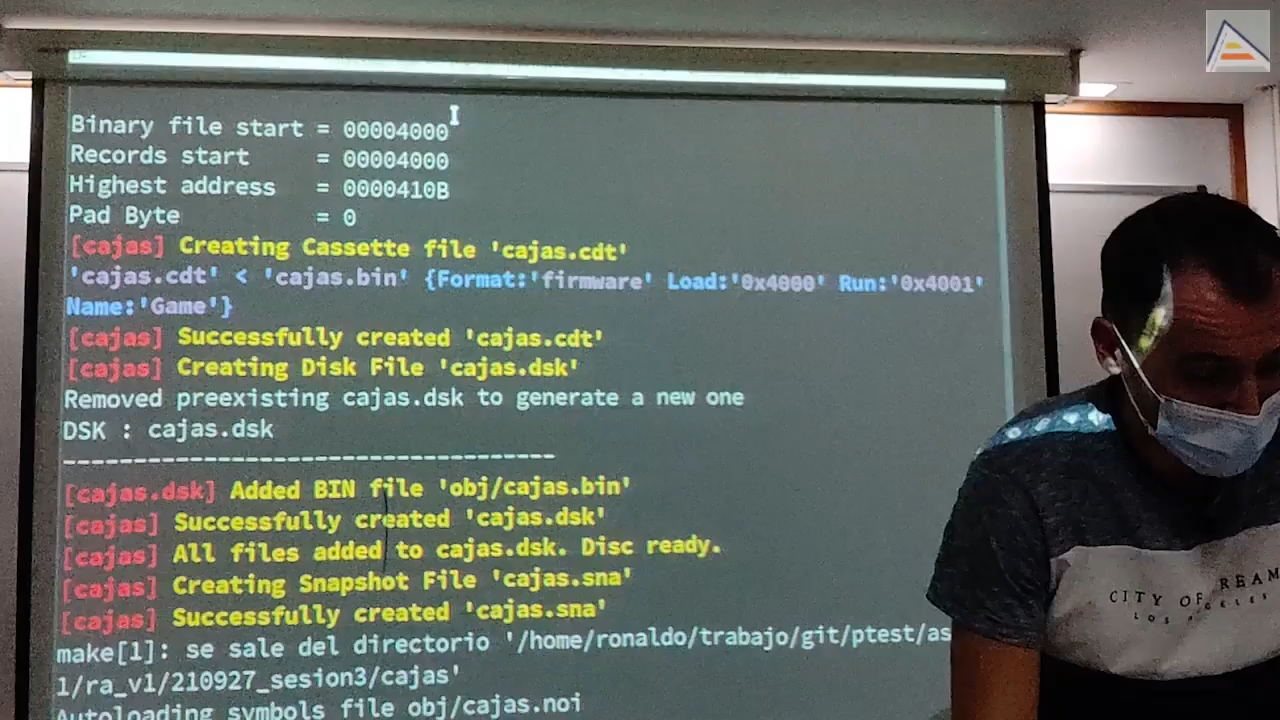 Binary file start = 00004000
Records start = 00004000
Highest address = 0000410B
Pad Byte = 0
[cajas] Creating Cassette file 'cajas.cdt'
'cajas.cdt' < 'cajas.bin' {Format:'firmware' Load:'0x4000' Run:'0x4001'
Name:'Game'}
[cajas] Successfully created 'cajas.cdt'
[cajas] Creating Disk File 'cajas.dsk'
Removed preexisting cajas.dsk to generate a new one
DSK : cajas.dsk
-----------------------------------
[cajas.dsk] Added BIN file 'obj/cajas.bin'
[cajas] Successfully created 'cajas.dsk'
[cajas] All files added to cajas.dsk. Disc ready.
[cajas] Creating Snapshot File 'cajas.sna'
[cajas] Successfully created 'cajas.sna'
make[1]: se sale del directorio '/home/ronaldo/trabajo/git/ptest/as
1/ra_v1/210927_sesion3/cajas'
Autoloading symbols file obj/cajas.noi
CITY OF REAM
LOS